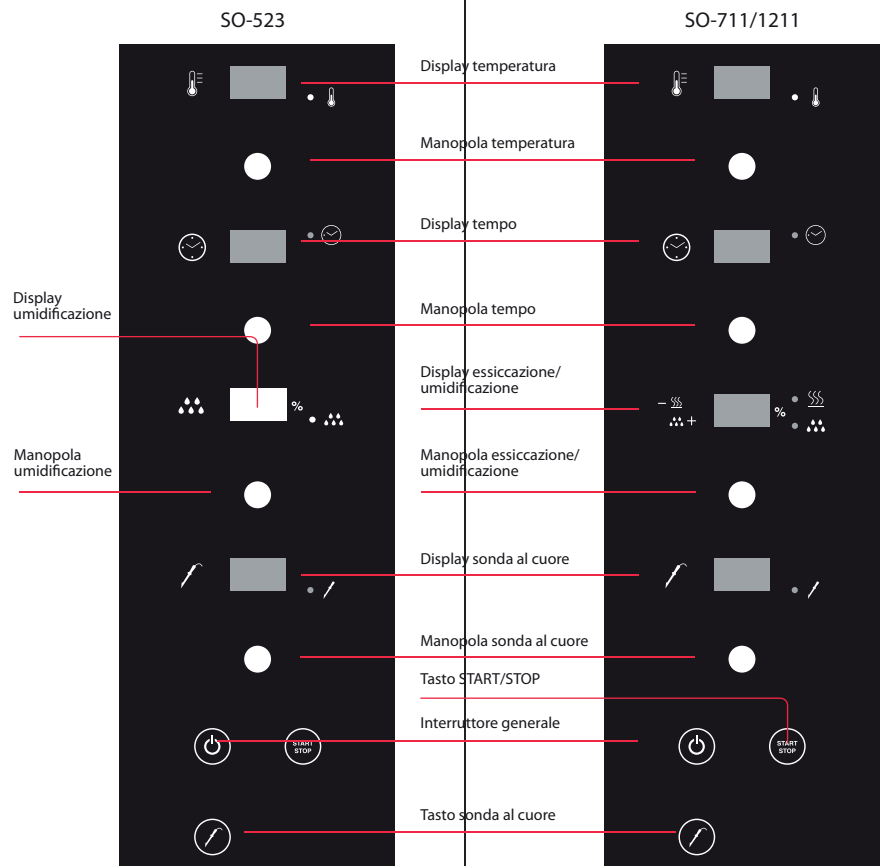 SO-523
SO-711/1211
Display temperatura
Manopola temperatura
Display tempo
Display
umidificazione
Manopola tempo
Display essiccazione/
umidificazione
%
%
Manopola
umidificazione
Manopola essiccazione/
umidificazione
Display sonda al cuore
Manopola sonda al cuore
Tasto START/STOP
Interruttore generale
START
STOP
START
STOP
Tasto sonda al cuore